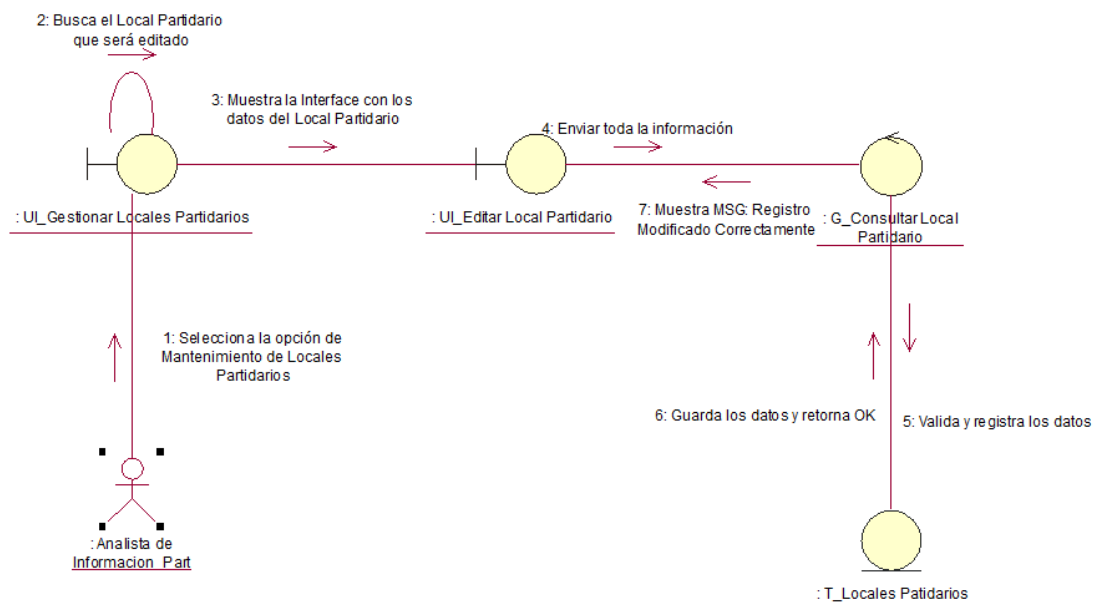 2: Busca el Local Partidario
que será editado
3: Muestra la Interface con los
datos del Local Partidario
4: Enviar toda la información
: UI_Gestionar Locales Partidarios
: UI_Editar Local Partidario
7: Muestra MSG: Registro
Modificado Correctamente
: G_Consultar Local
Partidario
1: Selecciona la opción de
Mantenimiento de Locales
Partidarios
6: Guarda los datos y retorna OK
5: Valida y registra los datos
: Analista de
Informacion_Part
: T_Locales Patidarios